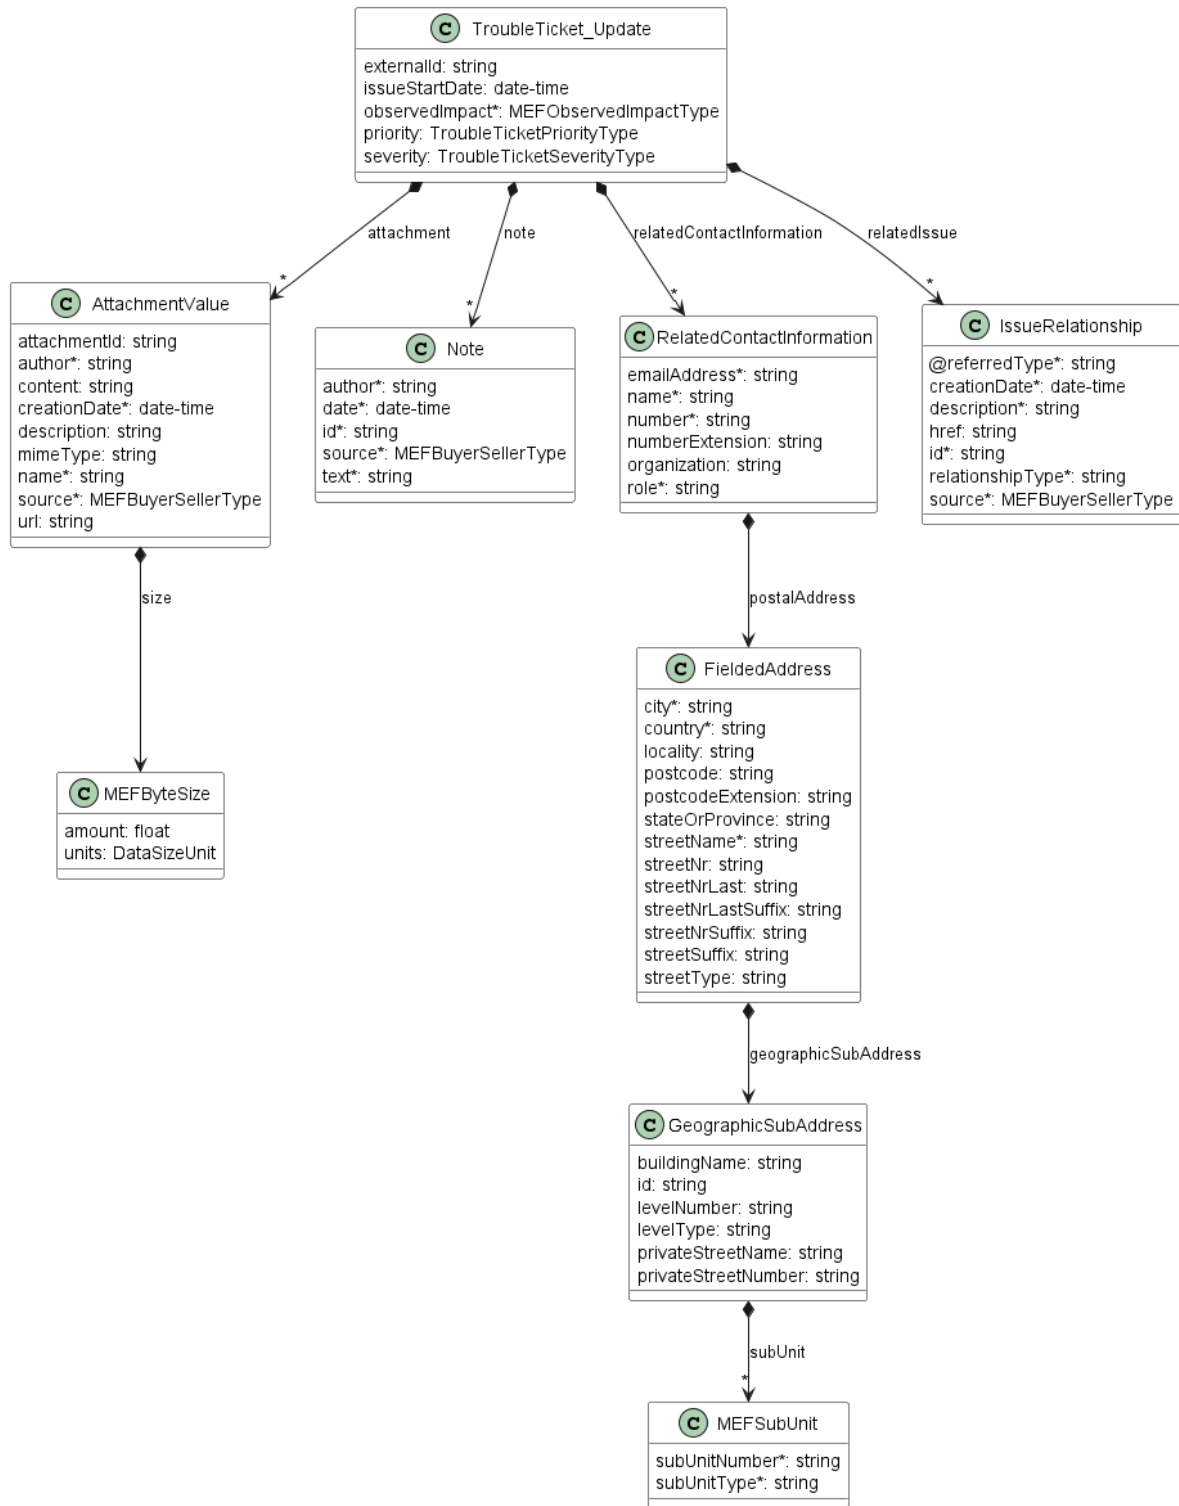 C TroubleTicket_Update
externalId: string
issueStartDate: date-time
observedImpact*: MEFObservedImpactType
priority: TroubleTicketPriorityType
severity: TroubleTicketSeverityType
attachment
note
relatedContactInformation
relatedIssue
*
*
*
*
C AttachmentValue
attachmentId: string
author*: string
content: string
creationDate*: date-time
description: string
mimeType: string
name*: string
source*: MEFBuyerSellerType
url: string
C Note
author*: string
date*: date-time
id*: string
source*: MEFBuyerSellerType
text*: string
C RelatedContactInformation
emailAddress*: string
name*: string
number*: string
numberExtension: string
organization: string
role*: string
C IssueRelationship
@referredType*: string
creationDate*: date-time
description*: string
href: string
id*: string
relationshipType*: string
source*: MEFBuyerSellerType
size
postalAddress
C MEFByteSize
amount: float
units: DataSizeUnit
C FieldedAddress
city*: string
country*: string
locality: string
postcode: string
postcodeExtension: string
stateOrProvince: string
streetName*: string
streetNr: string
streetNrLast: string
streetNrLastSuffix: string
streetNrSuffix: string
streetSuffix: string
streetType: string
geographicSubAddress
C GeographicSubAddress
buildingName: string
id: string
levelNumber: string
levelType: string
privateStreetName: string
privateStreetNumber: string
subUnit
*
C MEFSubUnit
subUnitNumber*: string
subUnitType*: string